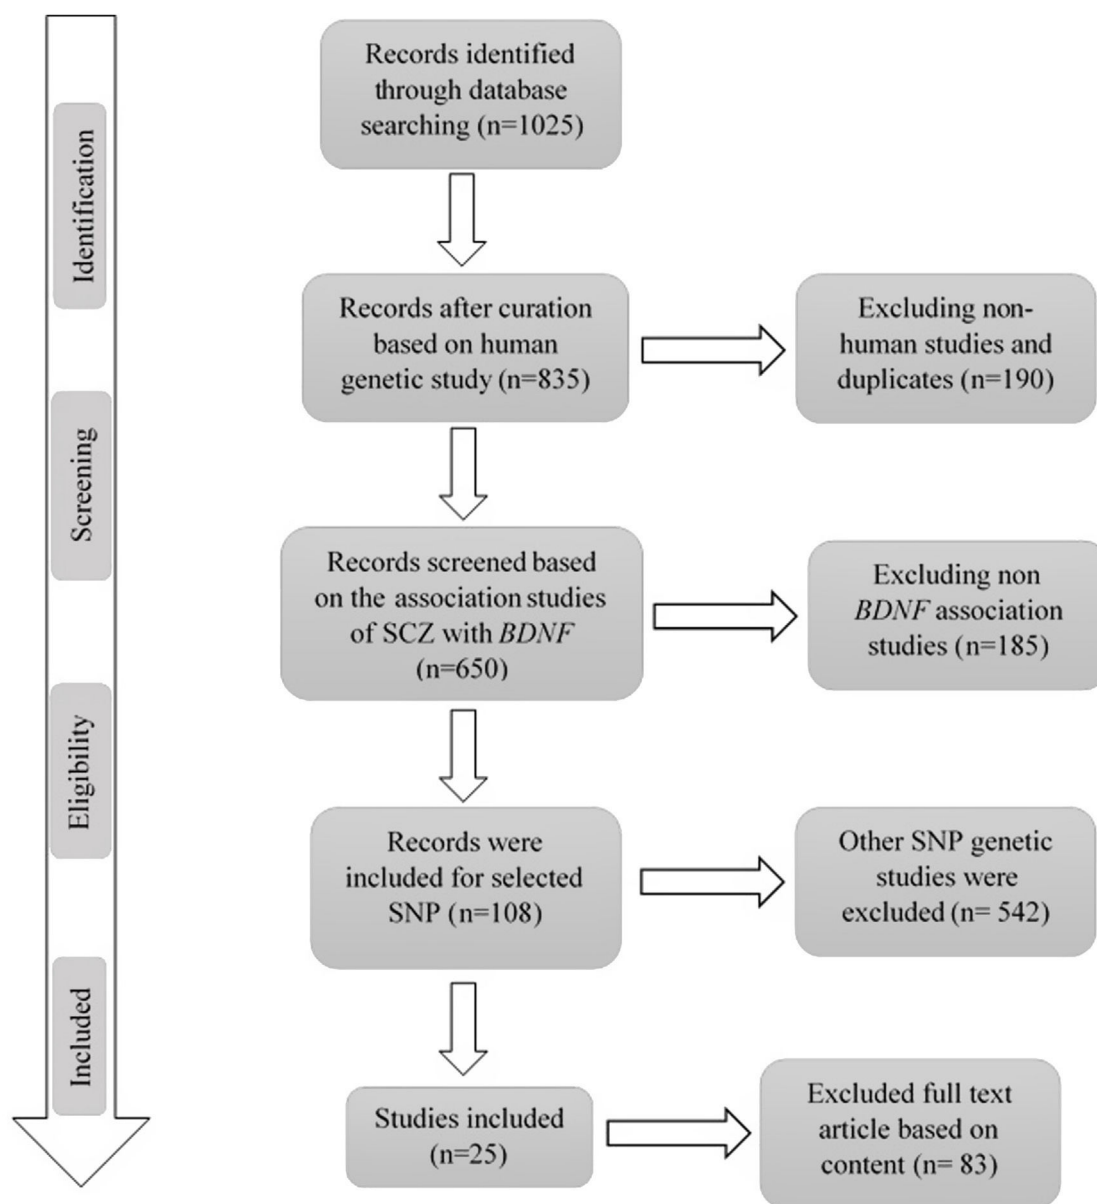 Identification
Screening
Eligibility
Included
Records identified
through database
searching (n=1025)
Records after curation
based on human
genetic study (n=835)
Excluding non-
human studies and
duplicates (n=190)
Records screened based
on the association studies
of SCZ with BDNF
(n=650)
Excluding non
BDNF association
studies (n=185)
Records were
included for selected
SNP (n=108)
Other SNP genetic
studies were
excluded (n= 542)
Studies included
(n=25)
Excluded full text
article based on
content (n= 83)